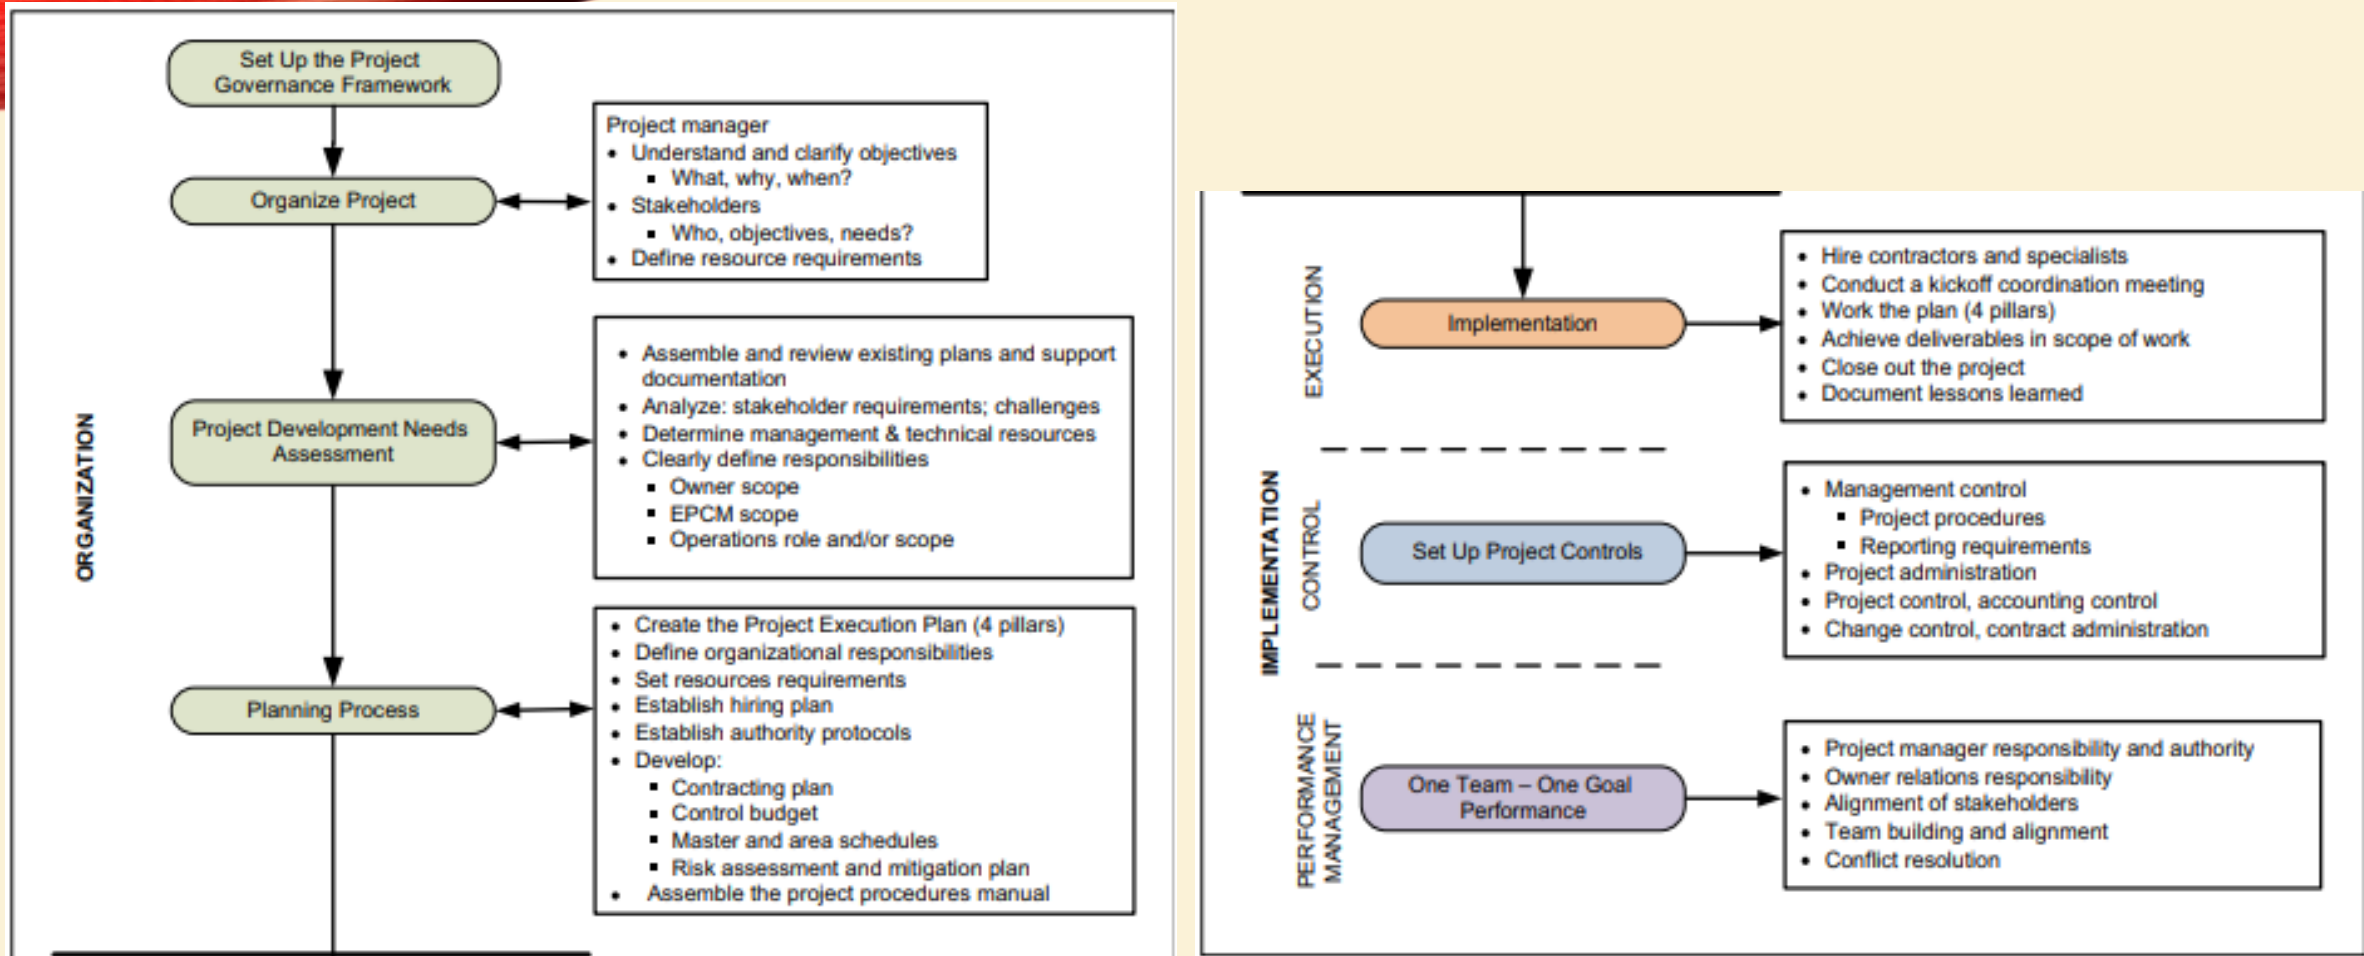 Set Up the Project
Governance Framework
Organize Project
Project manager
• Understand and clarify objectives
▪ What, why, when?
• Stakeholders
▪ Who, objectives, needs?
• Define resource requirements
ORGANIZATION
Project Development Needs
Assessment
• Assemble and review existing plans and support
documentation
• Analyze: stakeholder requirements; challenges
• Determine management & technical resources
• Clearly define responsibilities
▪ Owner scope
▪ EPCM scope
▪ Operations role and/or scope
Planning Process
• Create the Project Execution Plan (4 pillars)
• Define organizational responsibilities
• Set resources requirements
• Establish hiring plan
• Establish authority protocols
• Develop:
▪ Contracting plan
▪ Control budget
▪ Master and area schedules
▪ Risk assessment and mitigation plan
• Assemble the project procedures manual
IMPLEMENTATION
EXECUTION
Implementation
• Hire contractors and specialists
• Conduct a kickoff coordination meeting
• Work the plan (4 pillars)
• Achieve deliverables in scope of work
• Close out the project
• Document lessons learned
CONTROL
Set Up Project Controls
• Management control
▪ Project procedures
▪ Reporting requirements
• Project administration
• Project control, accounting control
• Change control, contract administration
PERFORMANCE
MANAGEMENT
One Team – One Goal
Performance
• Project manager responsibility and authority
• Owner relations responsibility
• Alignment of stakeholders
• Team building and alignment
• Conflict resolution